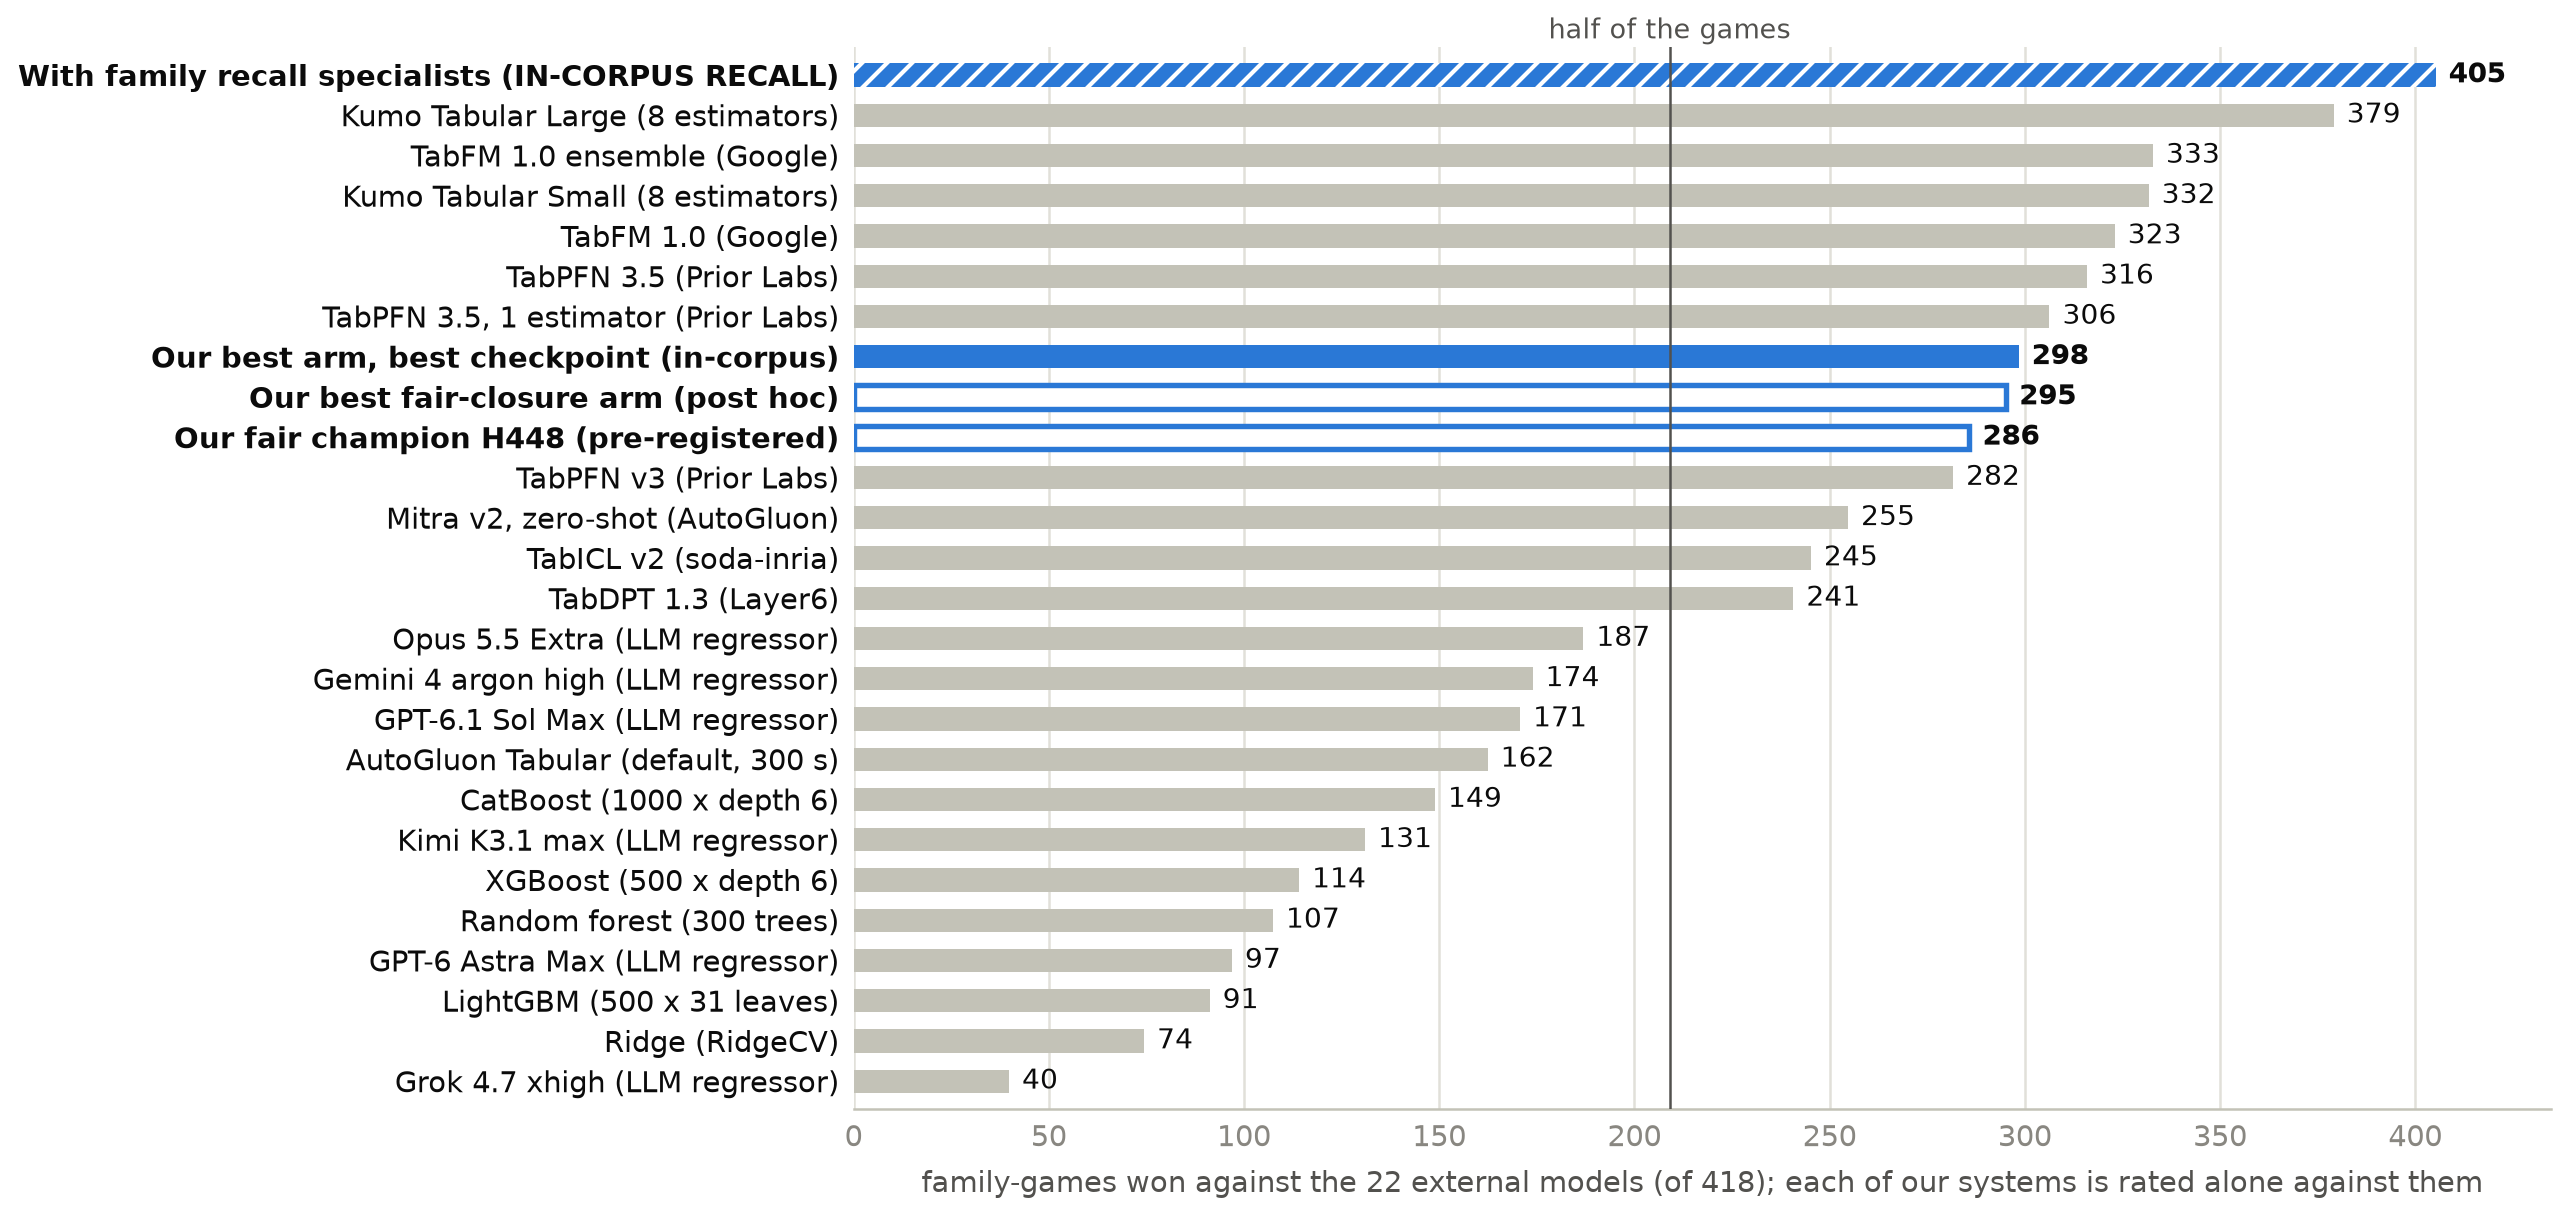 half of the games
With family recall specialists (IN-CORPUS RECALL) 405
Kumo Tabular Large (8 estimators) 379
TabFM 1.0 ensemble (Google) 333
Kumo Tabular Small (8 estimators) 332
TabFM 1.0 (Google) 323
TabPFN 3.5 (Prior Labs) 316
TabPFN 3.5, 1 estimator (Prior Labs) 306
Our best arm, best checkpoint (in-corpus) 298
Our best fair-closure arm (post hoc) 295
Our fair champion H448 (pre-registered) 286
TabPFN v3 (Prior Labs) 282
Mitra v2, zero-shot (AutoGluon) 255
TabICL v2 (soda-inria) 245
TabDPT 1.3 (Layer6) 241
Opus 5.5 Extra (LLM regressor) 187
Gemini 4 argon high (LLM regressor) 174
GPT-6.1 Sol Max (LLM regressor) 171
AutoGluon Tabular (default, 300 s) 162
CatBoost (1000 x depth 6) 149
Kimi K3.1 max (LLM regressor) 131
XGBoost (500 x depth 6) 114
Random forest (300 trees) 107
GPT-6 Astra Max (LLM regressor) 97
LightGBM (500 x 31 leaves) 91
Ridge (RidgeCV) 74
Grok 4.7 xhigh (LLM regressor) 40
0 50 100 150 200 250 300 350 400
family-games won against the 22 external models (of 418); each of our systems is rated alone against them